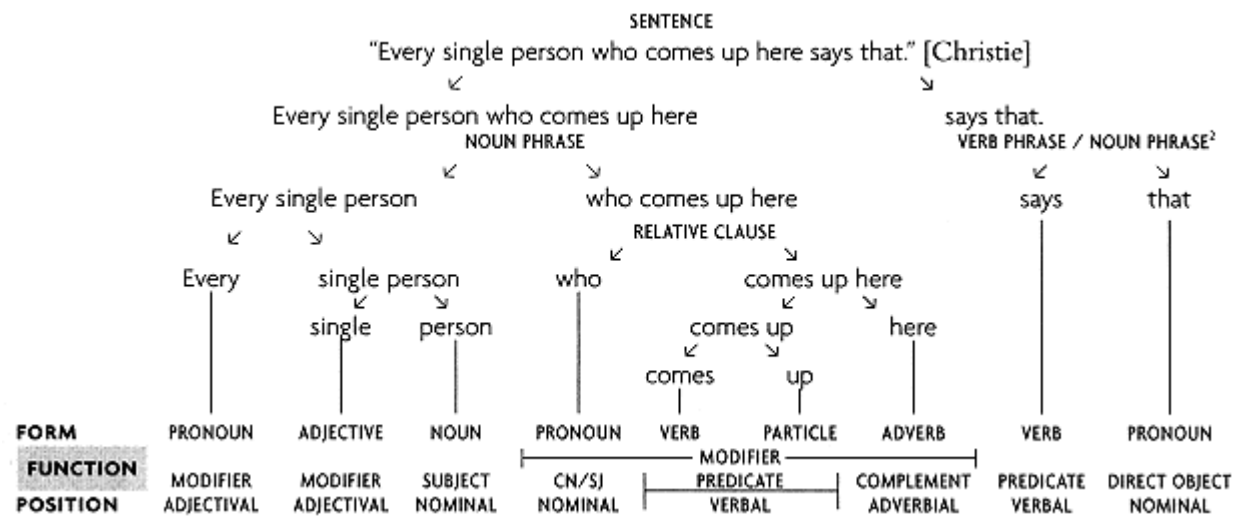 SENTENCE
“Every single person who comes up here says that.” [Christie]
Every single person who comes up here says that.
NOUN PHRASE VERB PHRASE / NOUN PHRASE²
Every single person who comes up here says that
RELATIVE CLAUSE
Every single person who comes up here
single person comes up here
comes up
FORM PRONOUN ADJECTIVE NOUN PRONOUN VERB PARTICLE ADVERB VERB PRONOUN
MODIFIER
FUNCTION
MODIFIER MODIFIER SUBJECT CN/SJ PREDICATE COMPLEMENT PREDICATE DIRECT OBJECT
POSITION ADJECTIVAL ADJECTIVAL NOMINAL NOMINAL VERBAL ADVERBIAL VERBAL NOMINAL